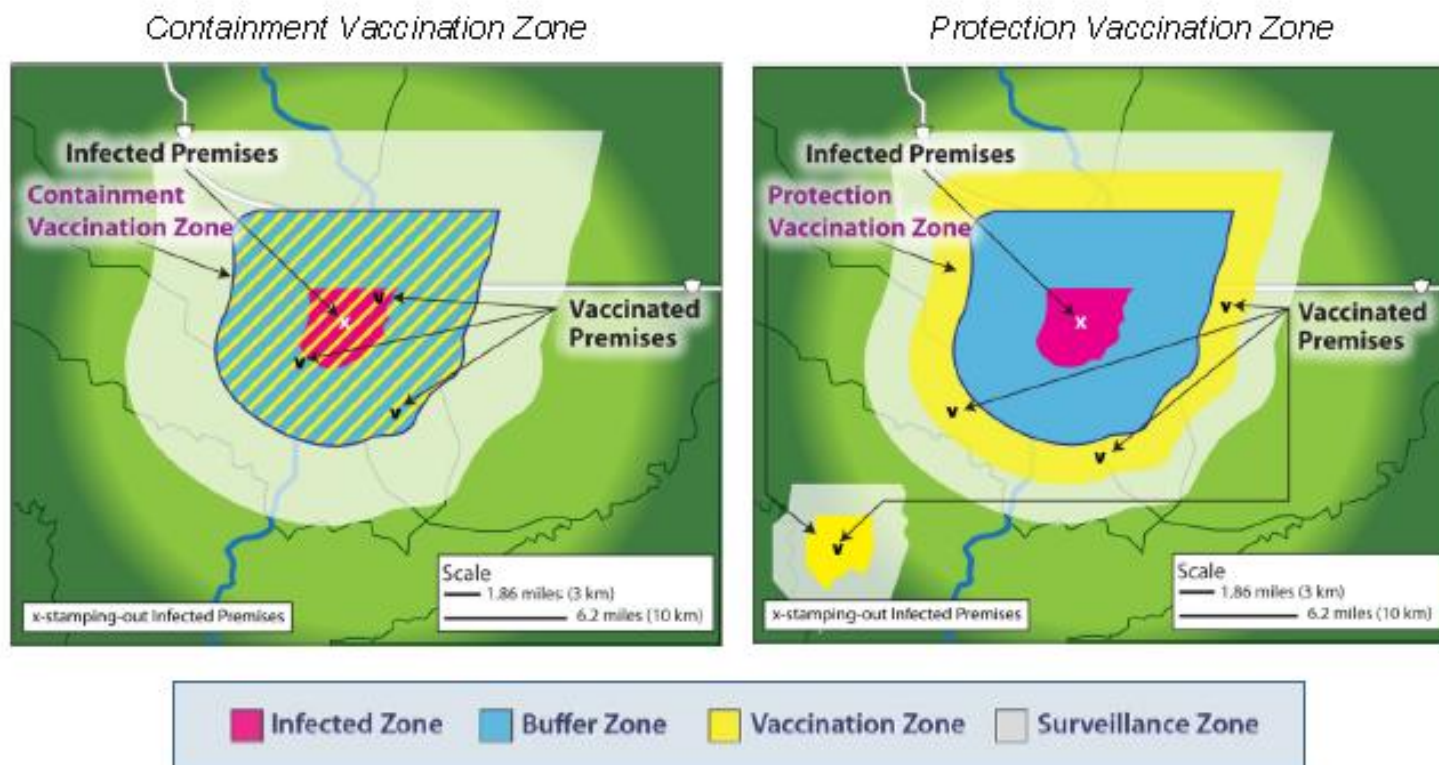 Containment Vaccination Zone
Infected Premises
Containment
Vaccination Zone
v
x
v
v
Vaccinated
Premises
Scale
1.86 miles (3 km)
6.2 miles (10 km)
x-stamping-out Infected Premises
Protection Vaccination Zone
Infected Premises
Protection
Vaccination Zone
v
x
Vaccinated
Premises
v
v
v
Scale
1.86 miles (3 km)
6.2 miles (10 km)
x-stamping-out Infected Premises
Infected Zone
Buffer Zone
Vaccination Zone
Surveillance Zone